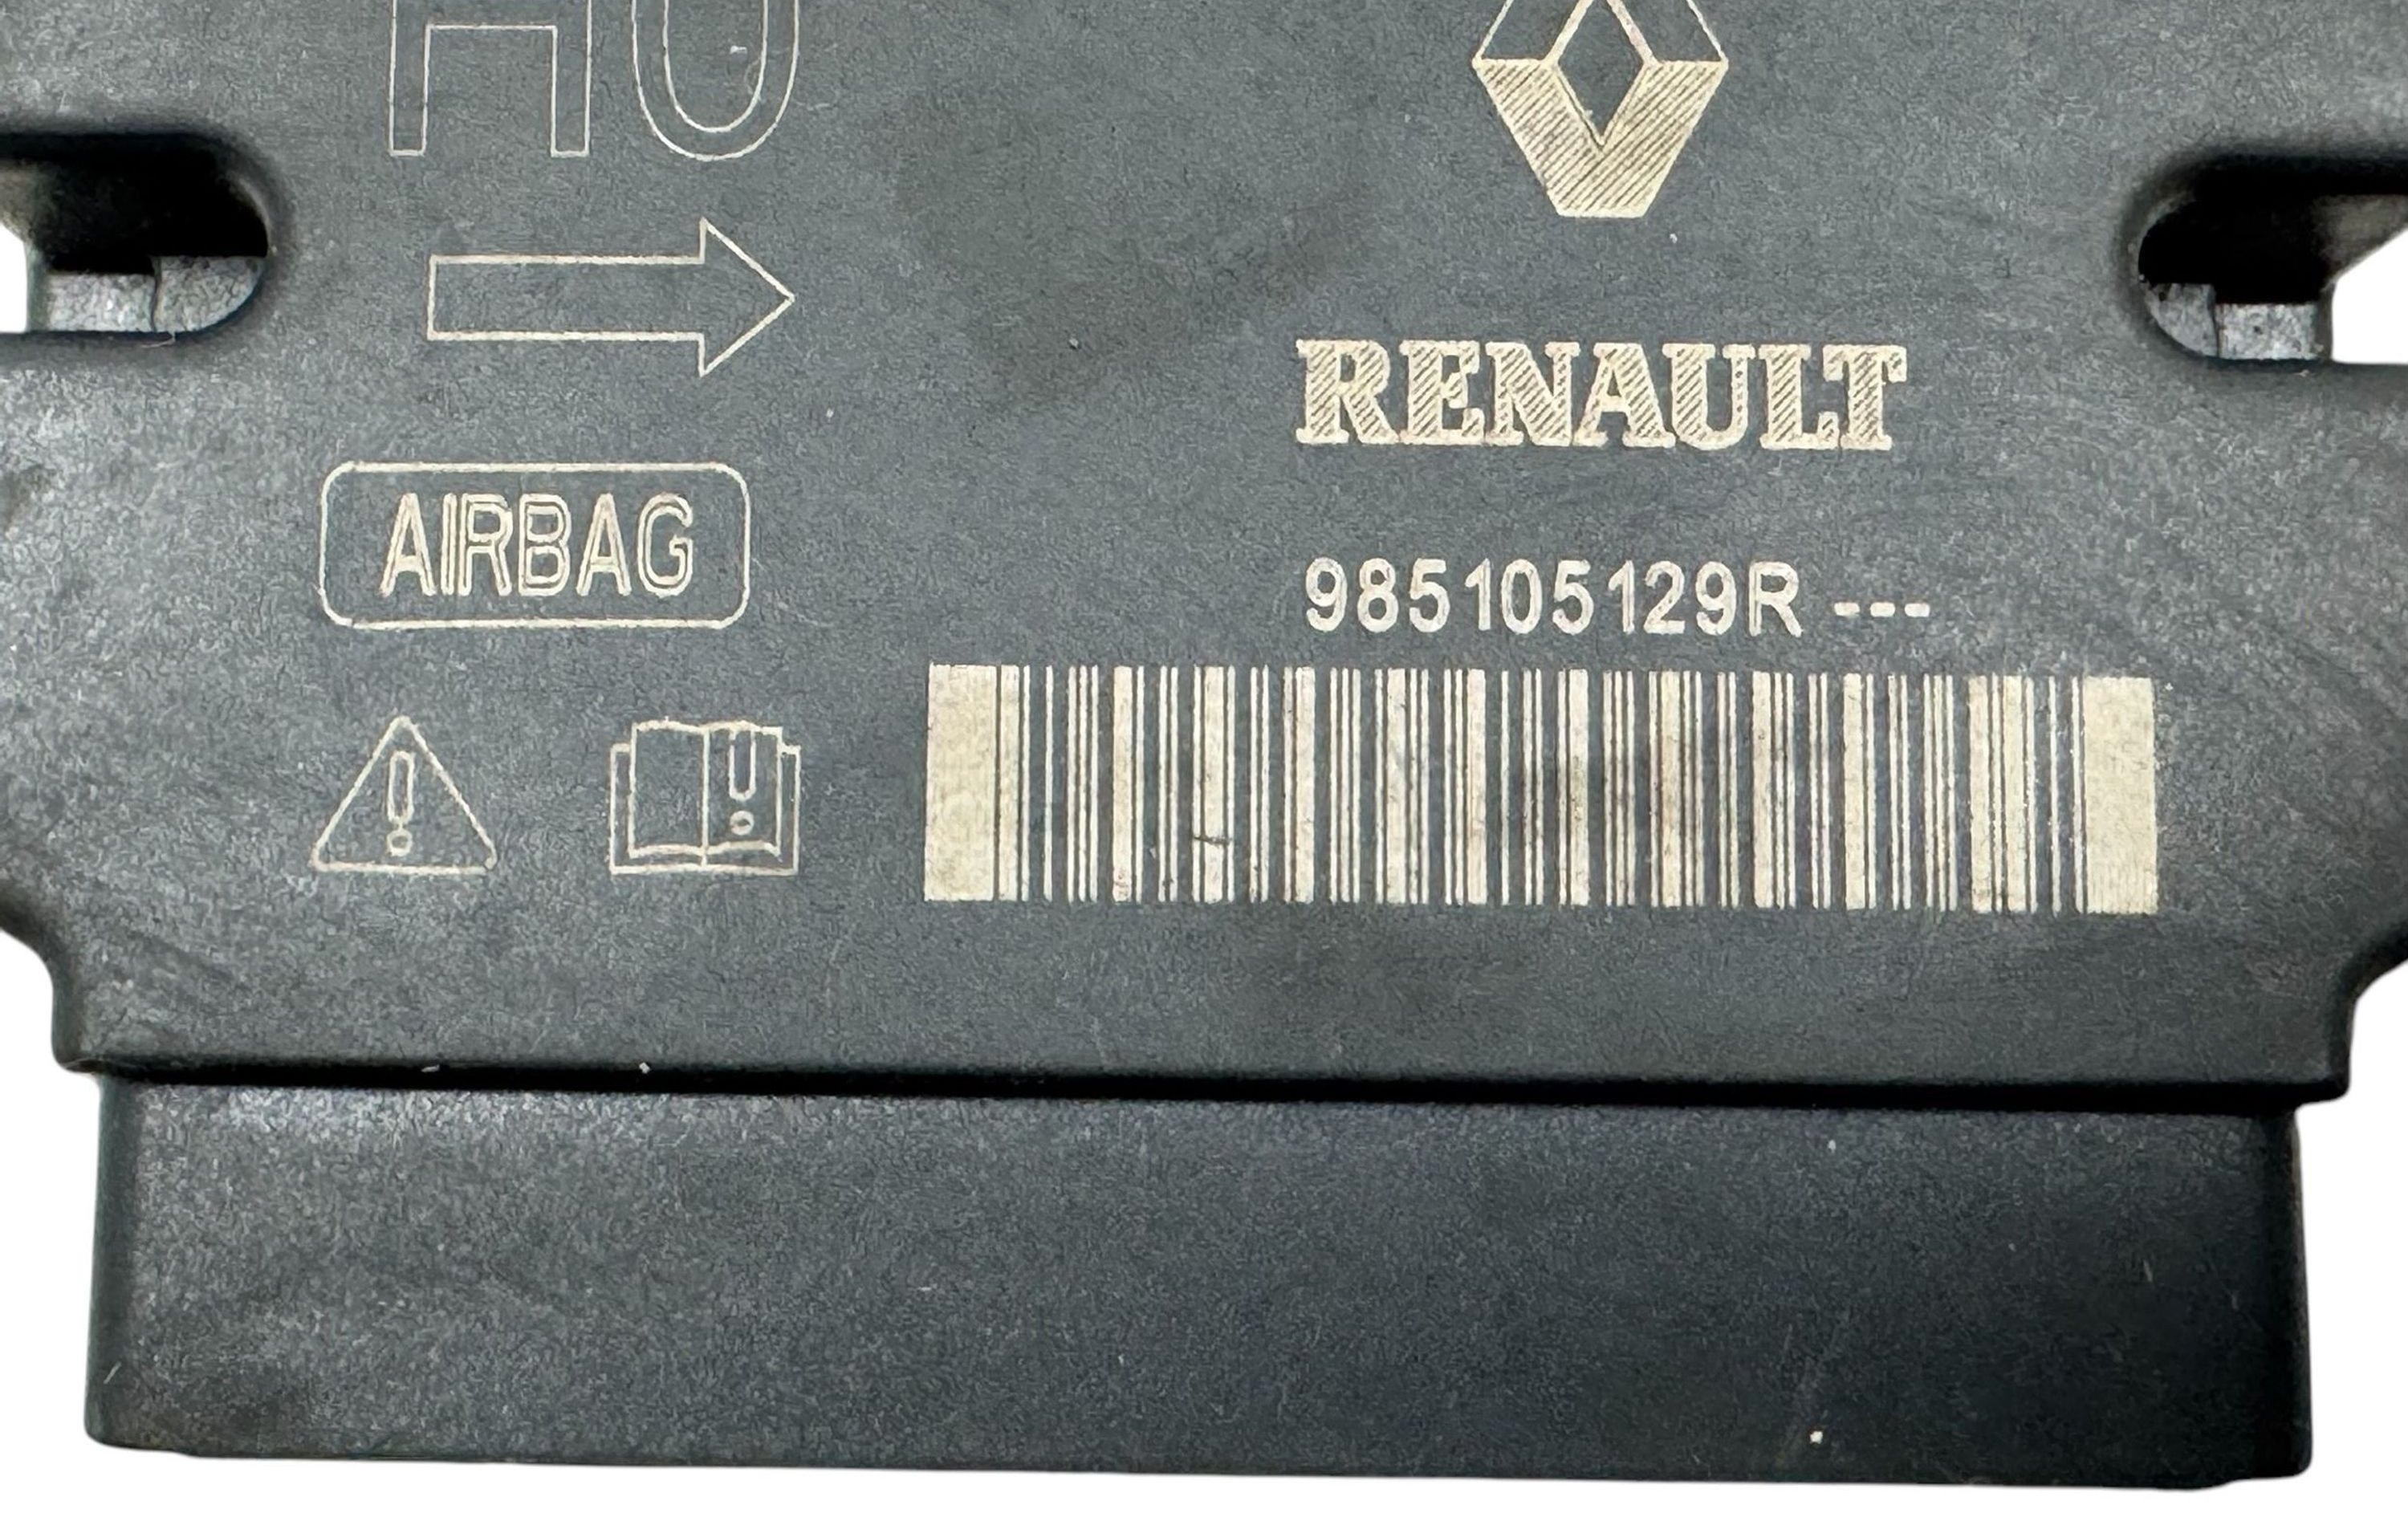 RENAULT
AIRBAG
985105129R ---